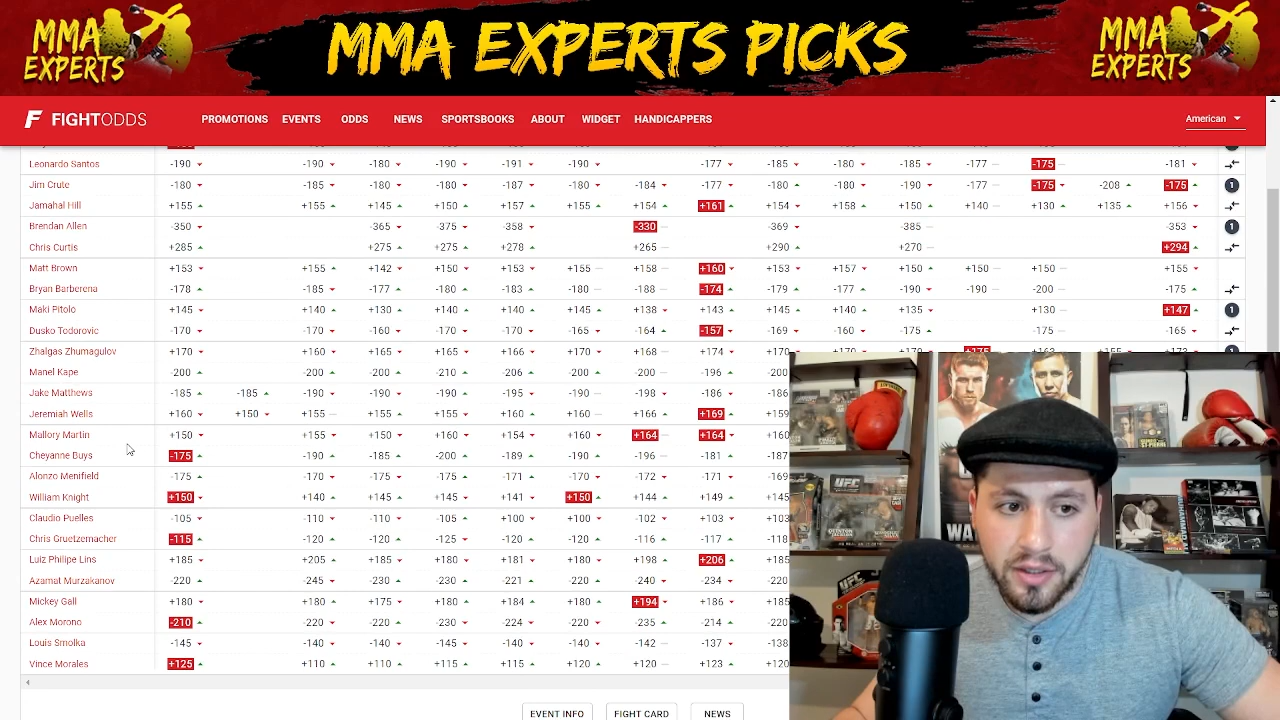 MMA EXPERTS
MMA EXPERTS PICKS
MMA EXPERTS
FIGHTODDS PROMOTIONS EVENTS ODDS NEWS SPORTSBOOKS ABOUT WIDGET HANDICAPPERS American
Leonardo Santos -190 -190 -180 -190 -191 -190 -177 -185 -180 -185 -177 -175 -181
Jim Crute -180 -185 -180 -180 -187 -180 -184 -177 -180 -180 -190 -177 -175 -208 -175 1
Jamahal Hill +155 +155 +145 +150 +157 +155 +154 +161 +154 +158 +150 +140 +130 +135 +156
Brendan Allen -350 -365 -375 -358 -330 -369 -385 -353 1
Chris Curtis +285 +275 +275 +278 +265 +290 +270 +294
Matt Brown +153 +155 +142 +150 +153 +155 +158 +160 +153 +157 +150 +150 +150 +155
Bryan Barberena -178 -185 -177 -180 -183 -180 -188 -174 -179 -177 -190 -190 -200 -175
Maki Pitolo +145 +140 +130 +140 +140 +145 +138 +143 +145 +140 +135 +130 +147 1
Dusko Todorovic -170 -170 -160 -170 -170 -165 -164 -157 -169 -160 -175 -175 -165
Zhalgas Zhumagulov +170 +160 +165 +165 +166 +170 +168 +174
Manel Kape -200 -200 -200 -210 -206 -200 -200 -196 -200
Jake Matthews -185 -185 -190 -190 -195 -195 -190 -198 -186
Jeremiah Wells +160 +150 +155 +155 +155 +159 +160 +166 +169
Mallory Martin +150 +155 +150 +160 +154 +160 +164 +164 +160
Cheyanne Buys -175 -190 -185 -200 -189 -190 -196 -181 -187
Alonzo Menifield -175 -170 -175 -175 -171 -170 -172 -171 -169
William Knight +150 +140 +145 +145 +141 +150 +144 +149 +145
Claudio Puelles -105 -110 -110 -105 +100 +100 -102 +103 +103
Chris Gruetzemacher -115 -120 -120 -125 -120 -120 -116 -117 -118
Luiz Philipe Lins +185 +205 +185 +180 +181 +180 +198 +206 +185
Azamat Murzakanov -220 -245 -230 -230 -221 -220 -240 -234 -220
Mickey Gall +180 +180 +175 +180 +184 +180 +194 +186 +185
Alex Morono -210 -220 -220 -230 -224 -220 -235 -214 -220
Louis Smolka -145 -140 -140 -145 -140 -140 -142 -137 -140
Vince Morales +125 +110 +110 +115 +115 +120 +120 +123 +120
EVENT INFO FIGHT CARD NEWS
UFC
UFC